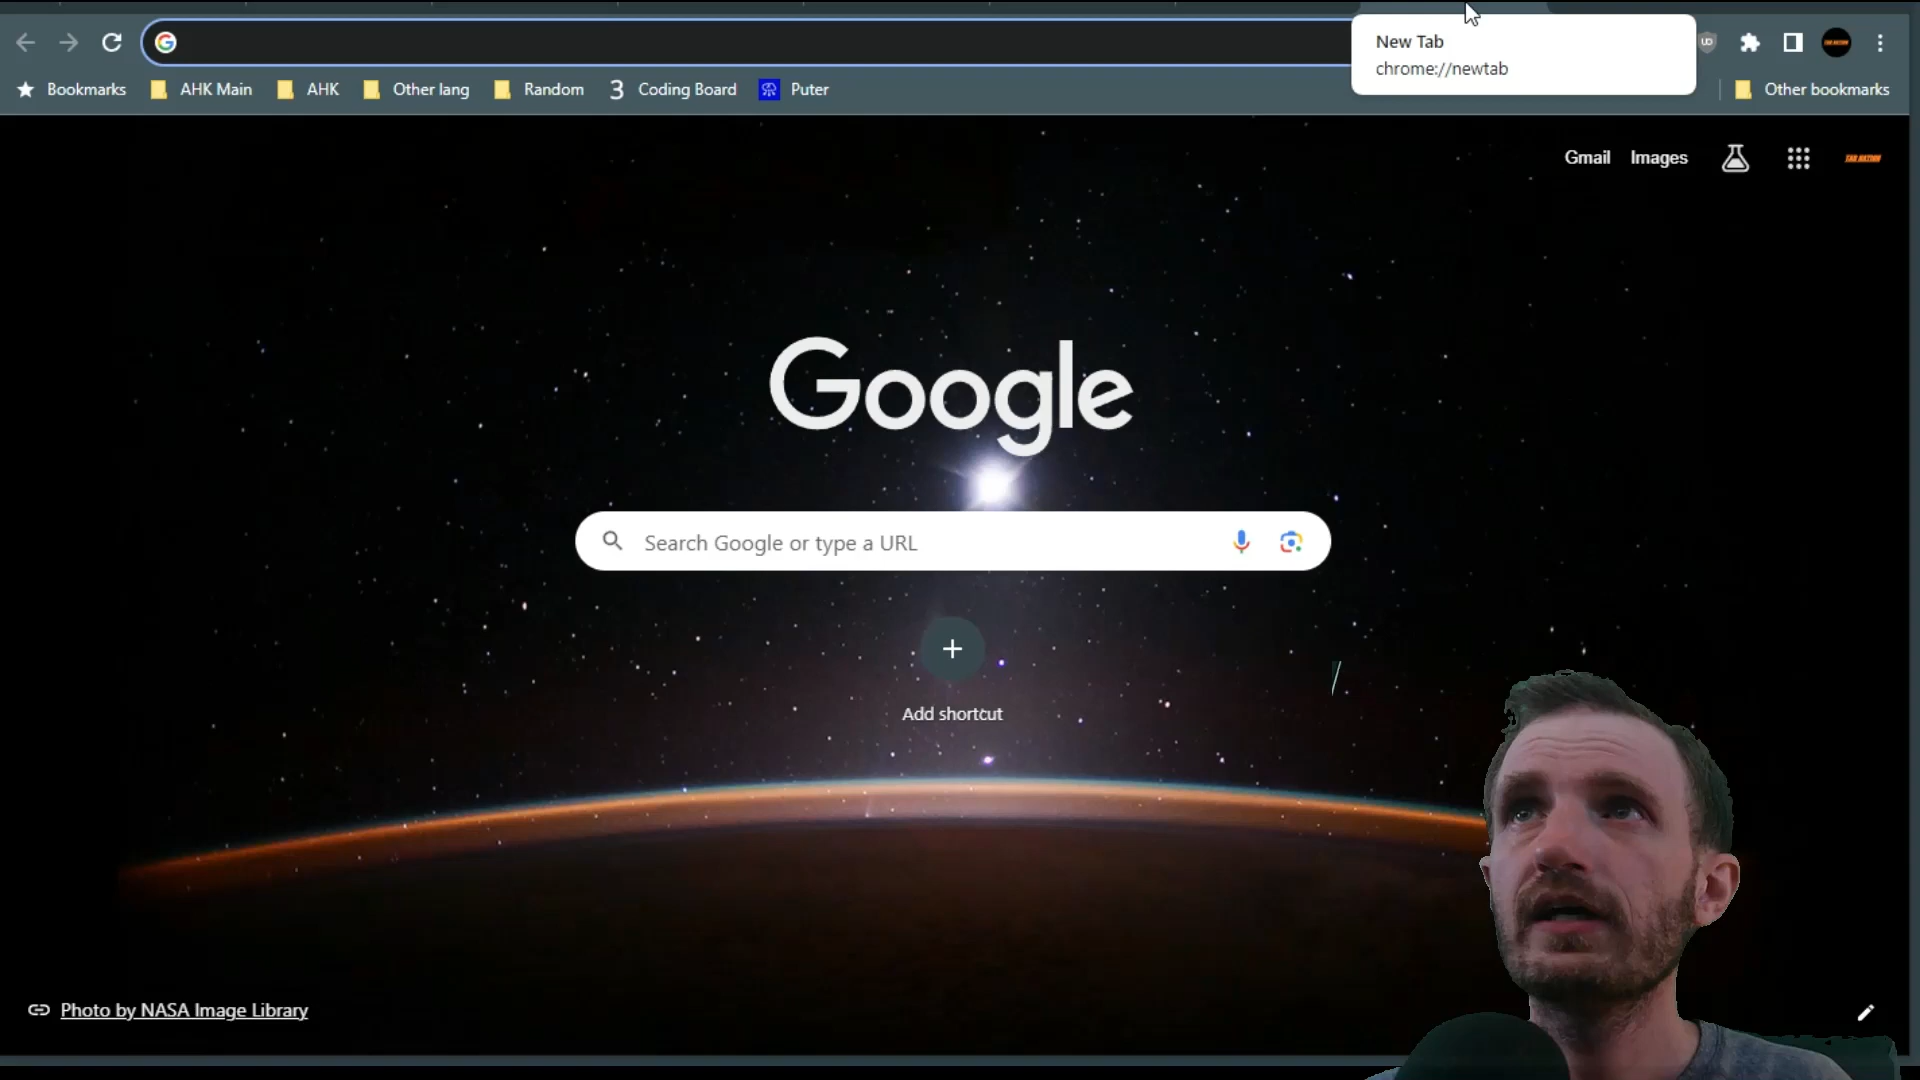 New Tab
chrome://newtab
Bookmarks
AHK Main
AHK
Other lang
Random
3 Coding Board
Puter
Other bookmarks
Gmail
Images
Google
Search Google or type a URL
Add shortcut
Photo by NASA Image Library